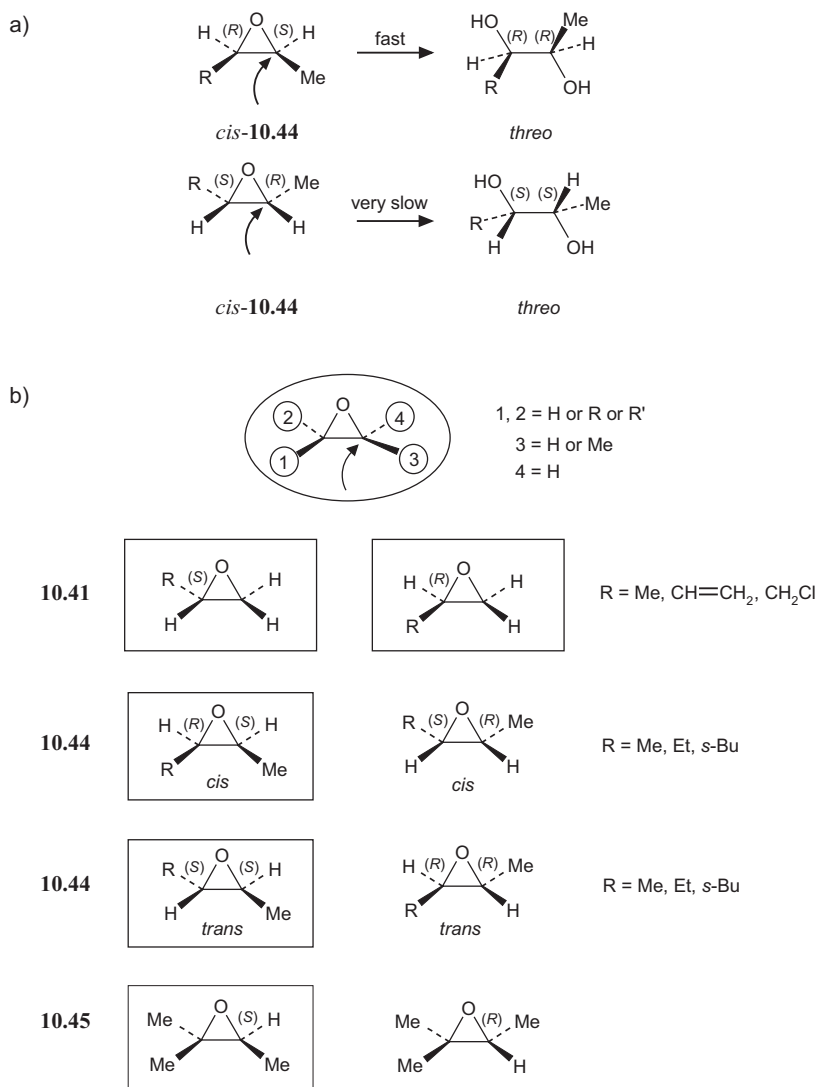 a)
O
H (R) (S) H
R Me
fast
HO Me
(R) (R)
H H
R OH
cis-10.44
threo
O
R (S) (R) Me
H H
very slow
HO H
(S) (S)
R Me
H OH
cis-10.44
threo
b)
O
2 4
1 3
1, 2 = H or R or R'
3 = H or Me
4 = H
10.41
O
R (S) H
H H
O
H (R) H
R H
R = Me, CH=CH2, CH2Cl
10.44
O
H (R) (S) H
R Me
cis
O
R (S) (R) Me
H H
cis
R = Me, Et, s-Bu
10.44
O
R (S) (S) H
H Me
trans
O
H (R) (R) Me
R H
trans
R = Me, Et, s-Bu
10.45
O
Me (S) H
Me Me
O
Me (R) Me
Me H